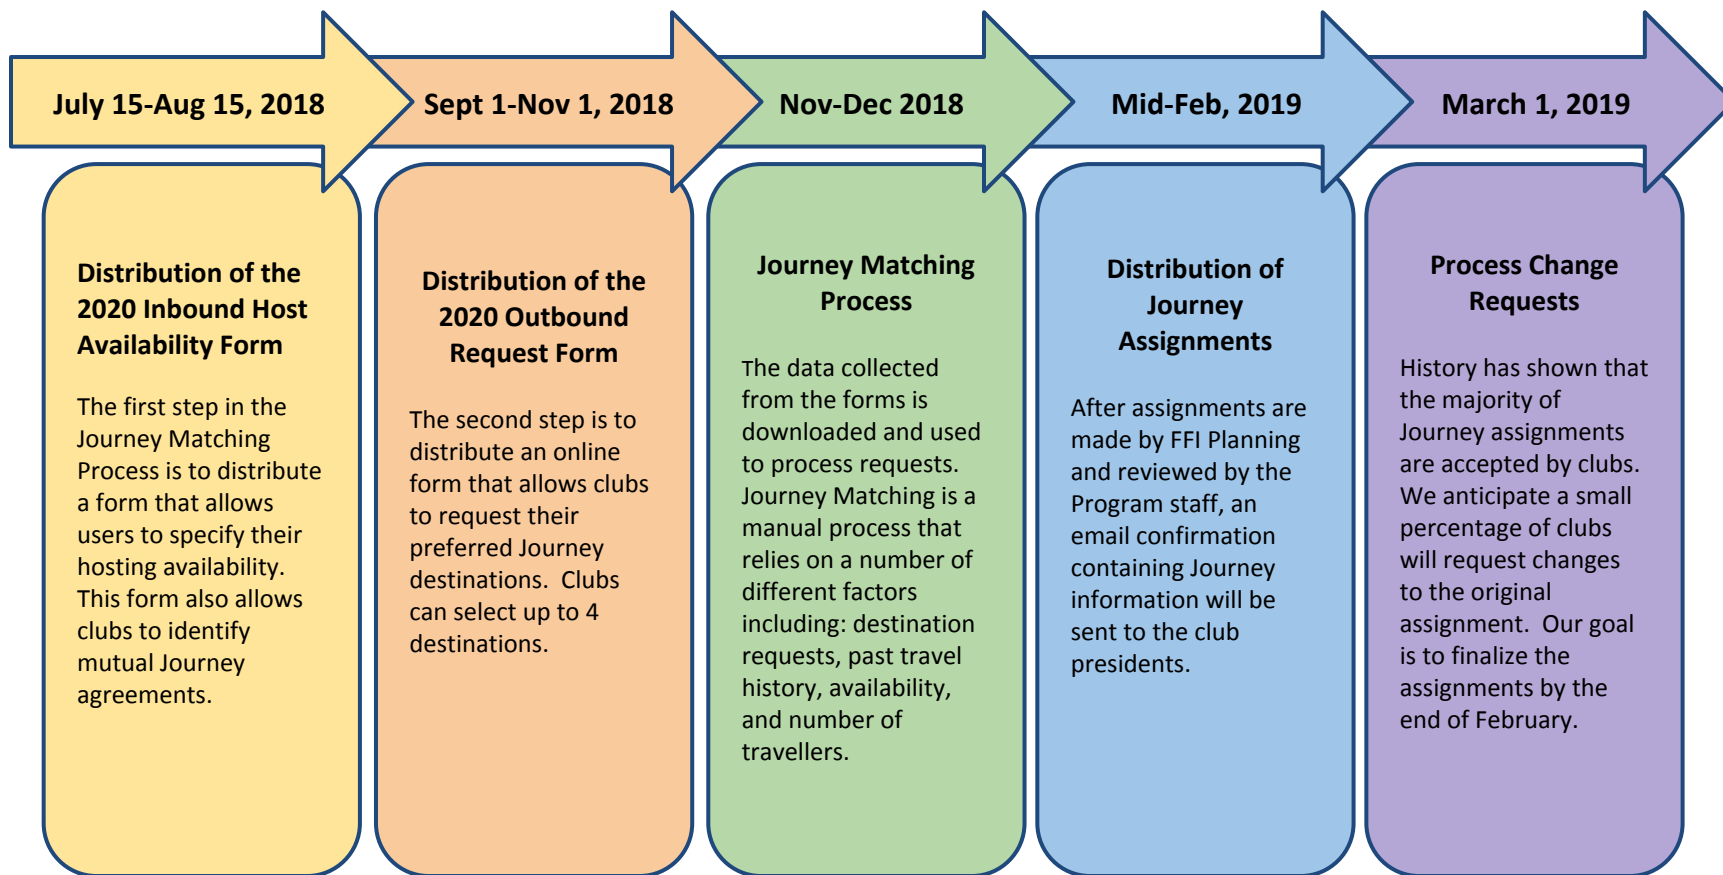 July 15-Aug 15, 2018
Sept 1-Nov 1, 2018
Nov-Dec 2018
Mid-Feb, 2019
March 1, 2019
Distribution of the
2020 Inbound Host
Availability Form
The first step in the
Journey Matching
Process is to distribute
a form that allows
users to specify their
hosting availability.
This form also allows
clubs to identify
mutual Journey
agreements.
Distribution of the
2020 Outbound
Request Form
The second step is to
distribute an online
form that allows clubs
to request their
preferred Journey
destinations.  Clubs
can select up to 4
destinations.
Journey Matching
Process
The data collected
from the forms is
downloaded and used
to process requests.
Journey Matching is a
manual process that
relies on a number of
different factors
including: destination
requests, past travel
history, availability,
and number of
travellers.
Distribution of
Journey
Assignments
After assignments are
made by FFI Planning
and reviewed by the
Program staff, an
email confirmation
containing Journey
information will be
sent to the club
presidents.
Process Change
Requests
History has shown that
the majority of
Journey assignments
are accepted by clubs.
We anticipate a small
percentage of clubs
will request changes
to the original
assignment.  Our goal
is to finalize the
assignments by the
end of February.